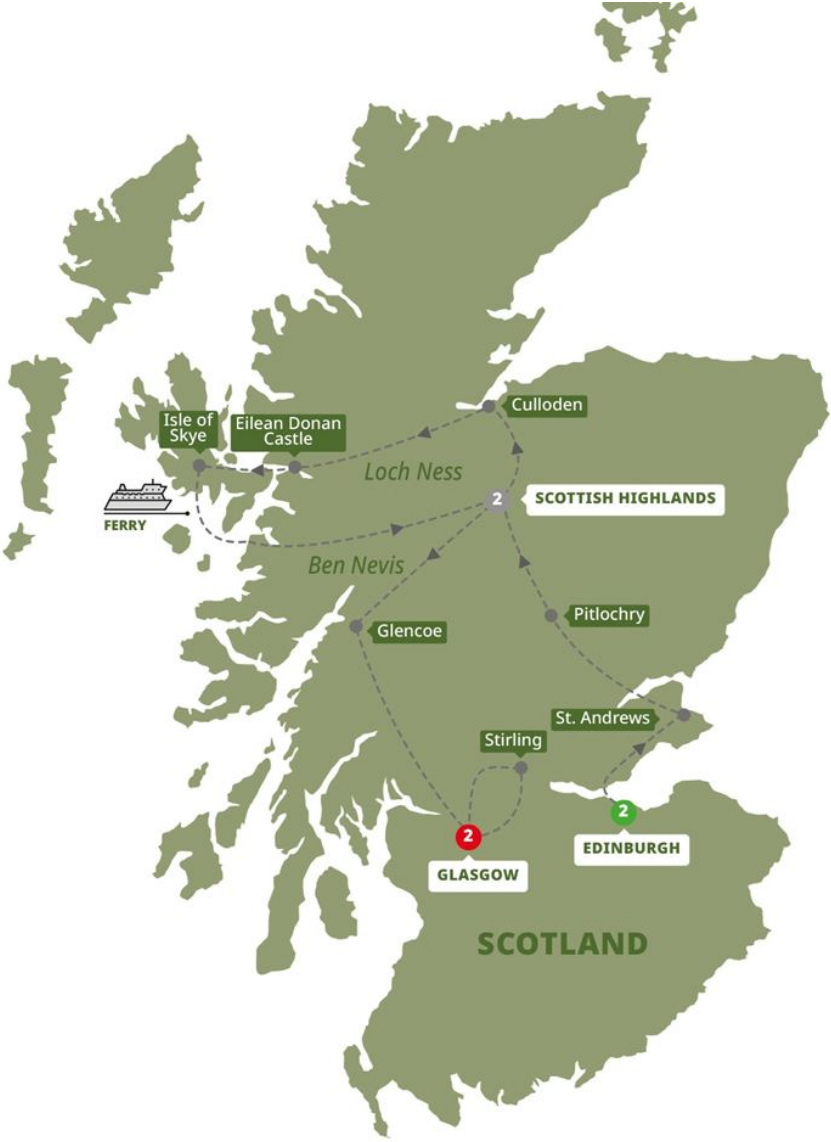 Culloden
Isle of
Skye
Eilean Donan
Castle
Loch Ness
2
SCOTTISH HIGHLANDS
FERRY
Ben Nevis
Pitlochry
Glencoe
St. Andrews
Stirling
2
EDINBURGH
2
GLASGOW
SCOTLAND